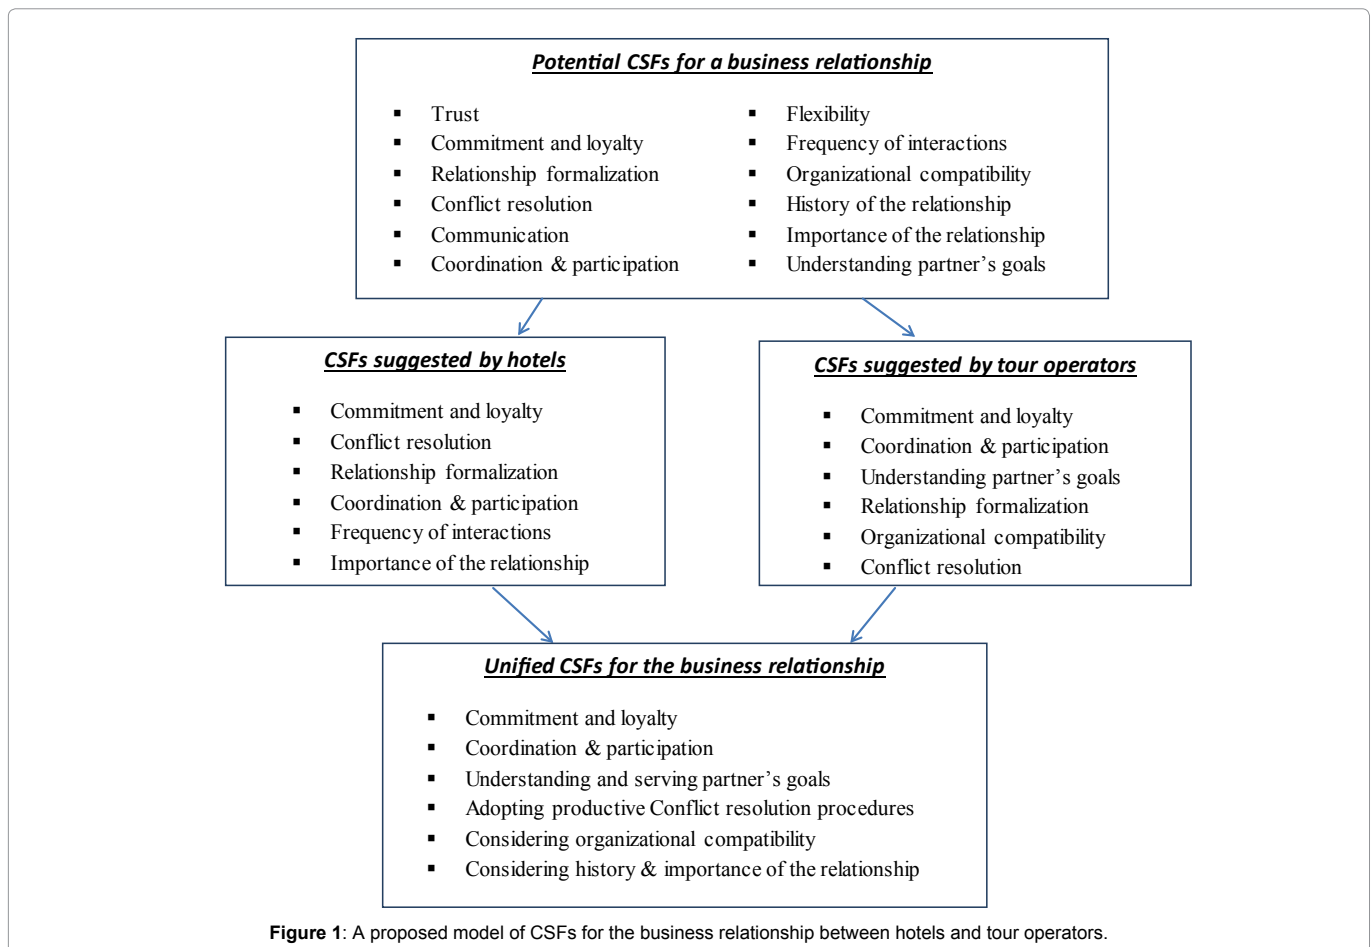 Potential CSFs for a business relationship
▪ Trust
▪ Commitment and loyalty
▪ Relationship formalization
▪ Conflict resolution
▪ Communication
▪ Coordination & participation
▪ Flexibility
▪ Frequency of interactions
▪ Organizational compatibility
▪ History of the relationship
▪ Importance of the relationship
▪ Understanding partner’s goals
CSFs suggested by hotels
▪ Commitment and loyalty
▪ Conflict resolution
▪ Relationship formalization
▪ Coordination & participation
▪ Frequency of interactions
▪ Importance of the relationship
CSFs suggested by tour operators
▪ Commitment and loyalty
▪ Coordination & participation
▪ Understanding partner’s goals
▪ Relationship formalization
▪ Organizational compatibility
▪ Conflict resolution
Unified CSFs for the business relationship
▪ Commitment and loyalty
▪ Coordination & participation
▪ Understanding and serving partner’s goals
▪ Adopting productive Conflict resolution procedures
▪ Considering organizational compatibility
▪ Considering history & importance of the relationship
Figure 1: A proposed model of CSFs for the business relationship between hotels and tour operators.